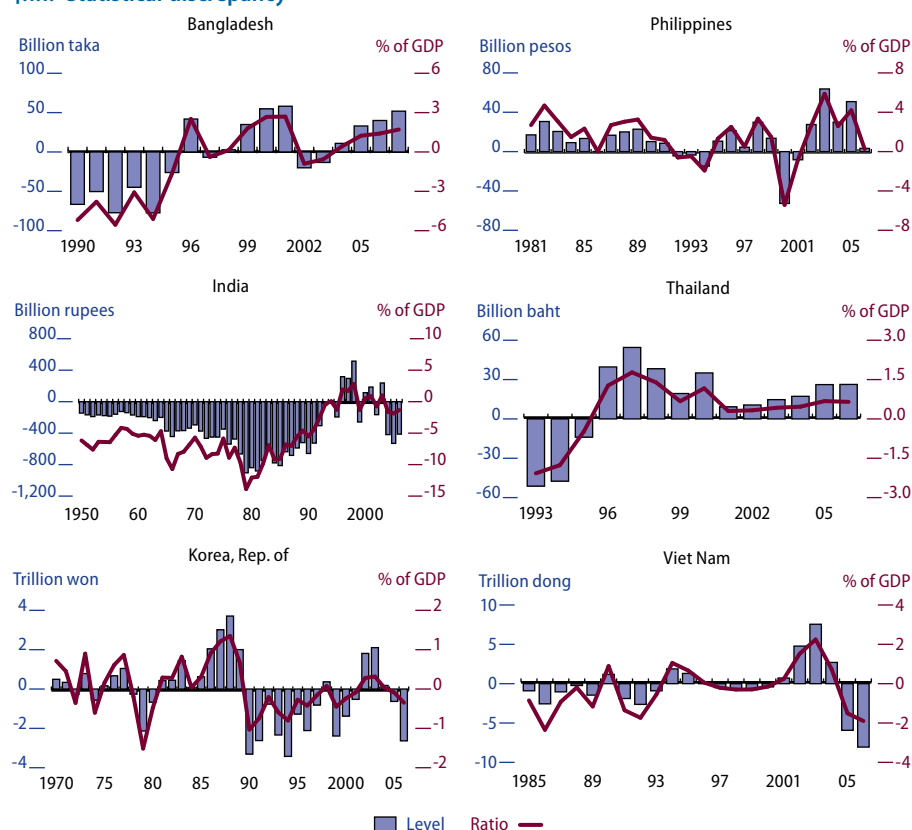 Statistical discrepancy
Bangladesh
Billion taka % of GDP
100 6
50 3
0 0
-50 -3
-100 -6
1990 93 96 99 2002 05
Philippines
Billion pesos % of GDP
80 8
40 4
0 0
-40 -4
-80 -8
1981 85 89 1993 97 2001 05
India
Billion rupees % of GDP
800 10
400 5
0 0
-400 -5
-800 -10
-1,200 -15
1950 60 70 80 90 2000
Thailand
Billion baht % of GDP
60 3.0
30 1.5
0 0.0
-30 -1.5
-60 -3.0
1993 96 99 2002 05
Korea, Rep. of
Trillion won % of GDP
4 2
2 1
0 0
-2 -1
-4 -2
1970 75 80 85 90 95 2000 05
Viet Nam
Trillion dong % of GDP
10 4
5 2
0 0
-5 -2
-10 -4
1985 89 93 97 2001 05
Level Ratio